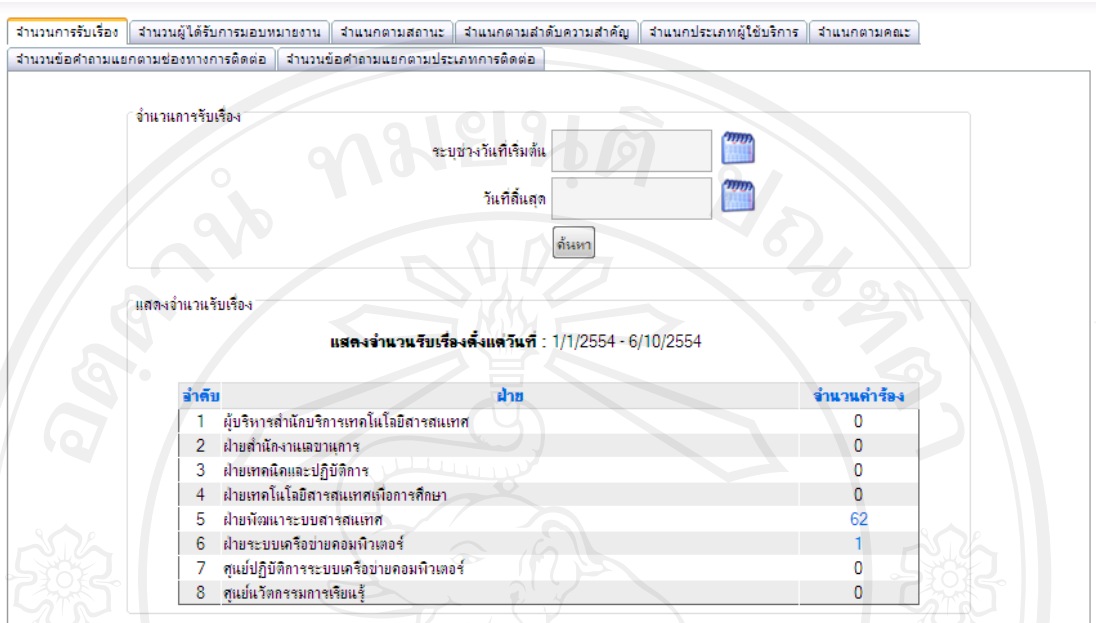 จำนวนการรับเรื่อง จำนวนผู้ได้รับการมอบหมายงาน จำแนกตามสถานะ จำแนกตามลำดับความสำคัญ จำแนกประเภทผู้ใช้บริการ จำแนกตามคณะ
จำนวนข้อคำถามแยกตามช่องทางการติดต่อ จำนวนข้อคำถามแยกตามประเภทการติดต่อ
จำนวนการรับเรื่อง
ระบุช่วงวันที่เริ่มต้น
วันที่สิ้นสุด
ค้นหา
แสดงจำนวนรับเรื่อง
แสดงจำนวนรับเรื่องตั้งแต่วันที่ : 1/1/2554 - 6/10/2554
ลำดับ ฝ่าย จำนวนคำร้อง
1 ผู้บริหารสำนักบริการเทคโนโลยีสารสนเทศ 0
2 ฝ่ายสำนักงานเลขานุการ 0
3 ฝ่ายเทคนิคและปฏิบัติการ 0
4 ฝ่ายเทคโนโลยีสารสนเทศเพื่อการศึกษา 0
5 ฝ่ายพัฒนาระบบสารสนเทศ 62
6 ฝ่ายระบบเครือข่ายคอมพิวเตอร์ 1
7 ศูนย์ปฏิบัติการระบบเครือข่ายคอมพิวเตอร์ 0
8 ศูนย์นวัตกรรมการเรียนรู้ 0